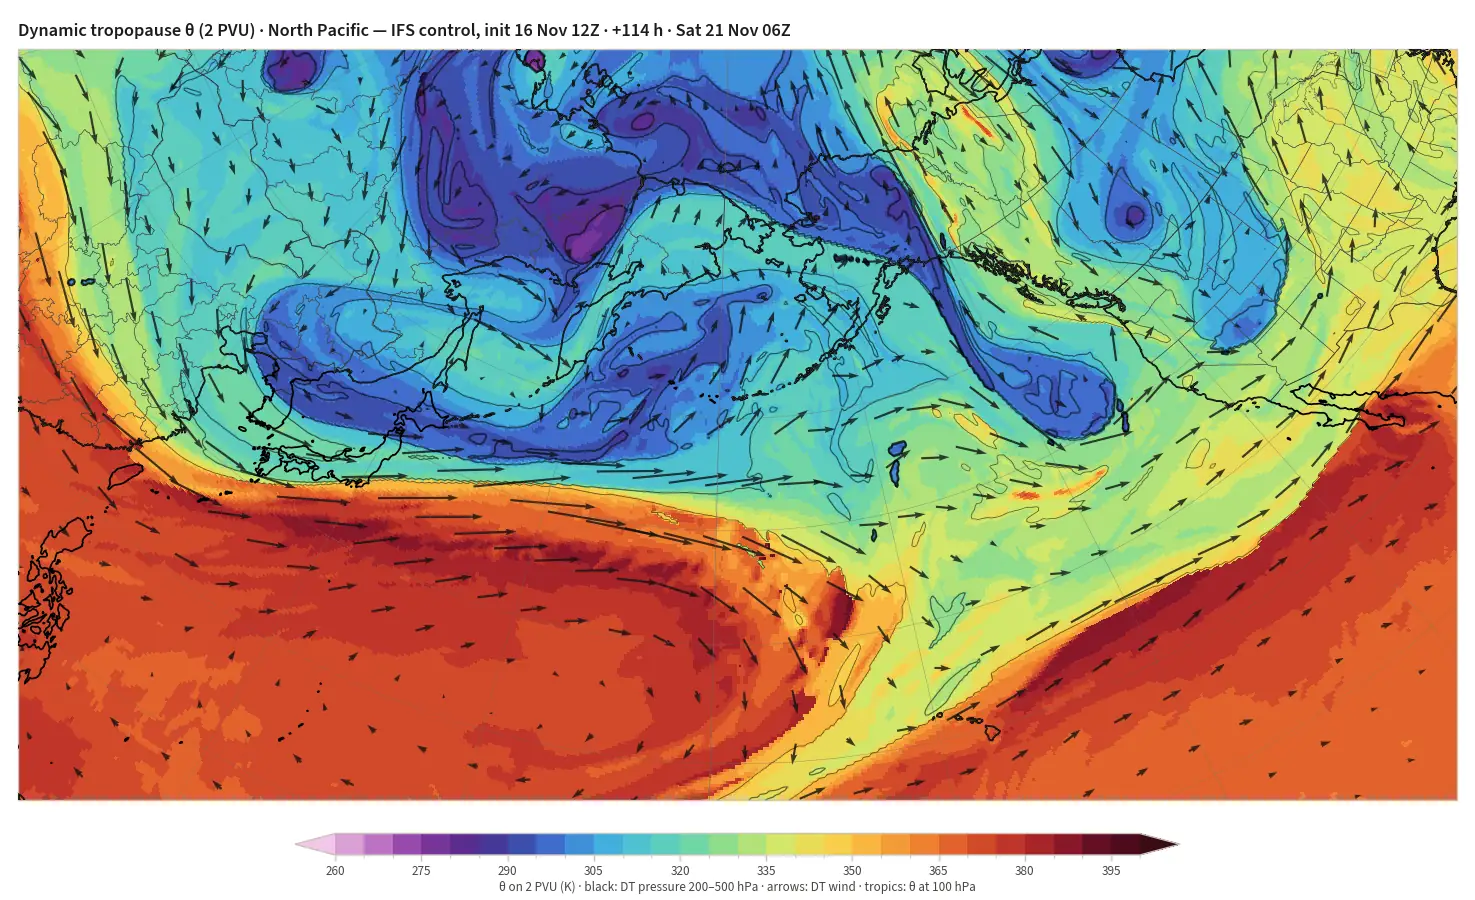 Dynamic tropopause θ (2 PVU) · North Pacific — IFS control, init 16 Nov 12Z · +114 h · Sat 21 Nov 06Z
260 275 290 305 320 335 350 365 380 395
θ on 2 PVU (K) · black: DT pressure 200–500 hPa · arrows: DT wind · tropics: θ at 100 hPa